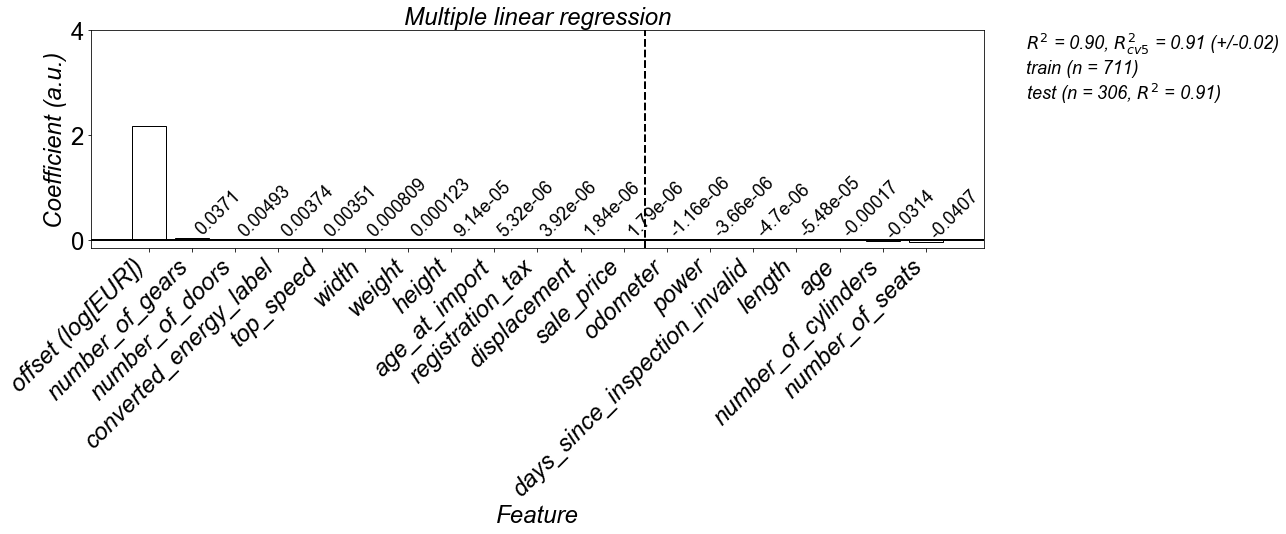 Multiple linear regression
R² = 0.90, R²cv5 = 0.91 (+/-0.02)
train (n = 711)
test (n = 306, R² = 0.91)
Coefficient (a.u.)
4
2
0
0.0371
0.00493
0.00374
0.00351
0.000809
0.000123
9.14e-05
5.32e-06
3.92e-06
1.84e-06
1.79e-06
-1.16e-06
-3.66e-06
-4.7e-06
-5.48e-05
-0.00017
-0.0314
-0.0407
offset (log[EUR])
number_of_gears
number_of_doors
converted_energy_label
top_speed
width
weight
height
age_at_import
registration_tax
displacement
sale_price
odometer
power
days_since_inspection_invalid
length
age
number_of_cylinders
number_of_seats
Feature